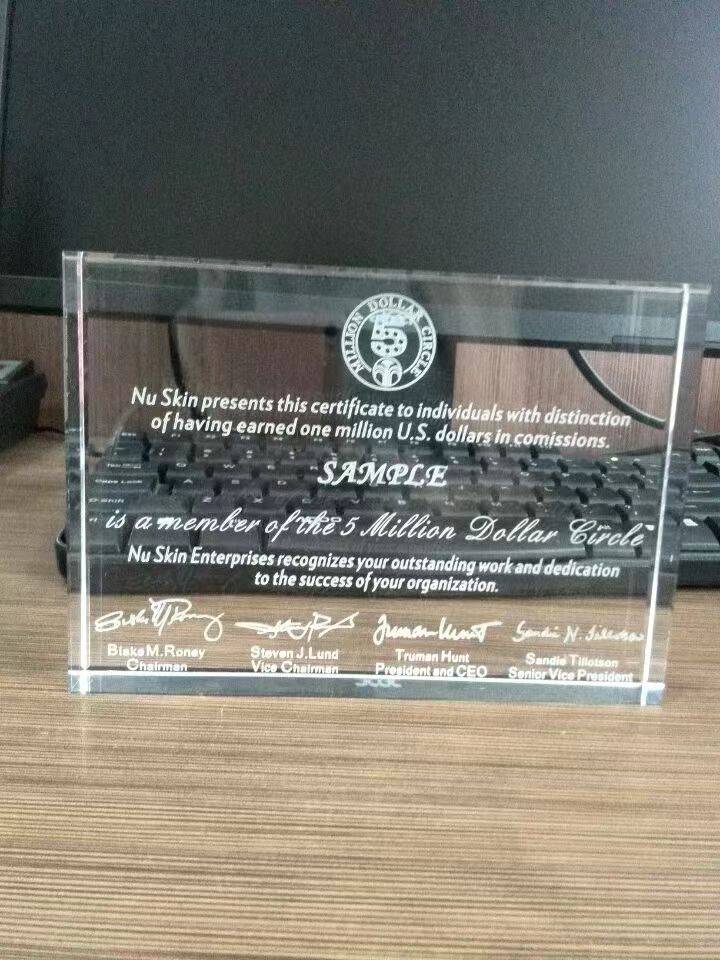 MILLION DOLLAR CIRCLE
5
Nu Skin presents this certificate to individuals with distinction
of having earned one million U.S. dollars in comissions.
SAMPLE
is a member of the 5 Million Dollar Circle
Nu Skin Enterprises recognizes your outstanding work and dedication
to the success of your organization.
Blake M. Roney Steven J. Lund Truman Hunt Sandie Tillotson
Chairman Vice Chairman President and CEO Senior Vice President